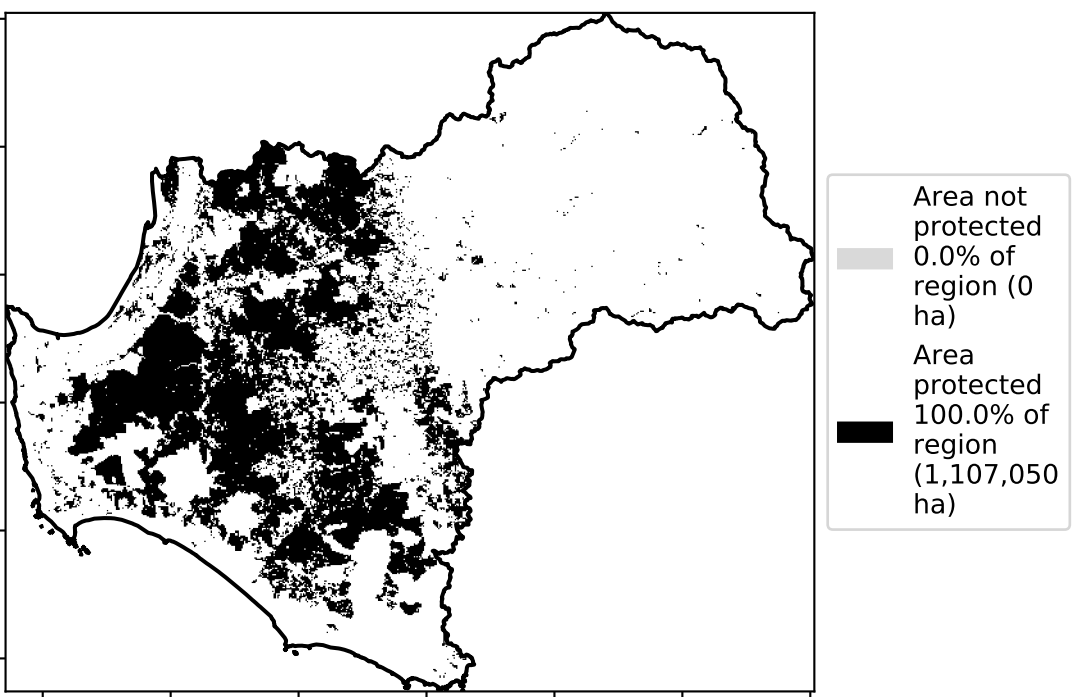 Area not
protected
0.0% of
region (0
ha)
Area
protected
100.0% of
region
(1,107,050
ha)